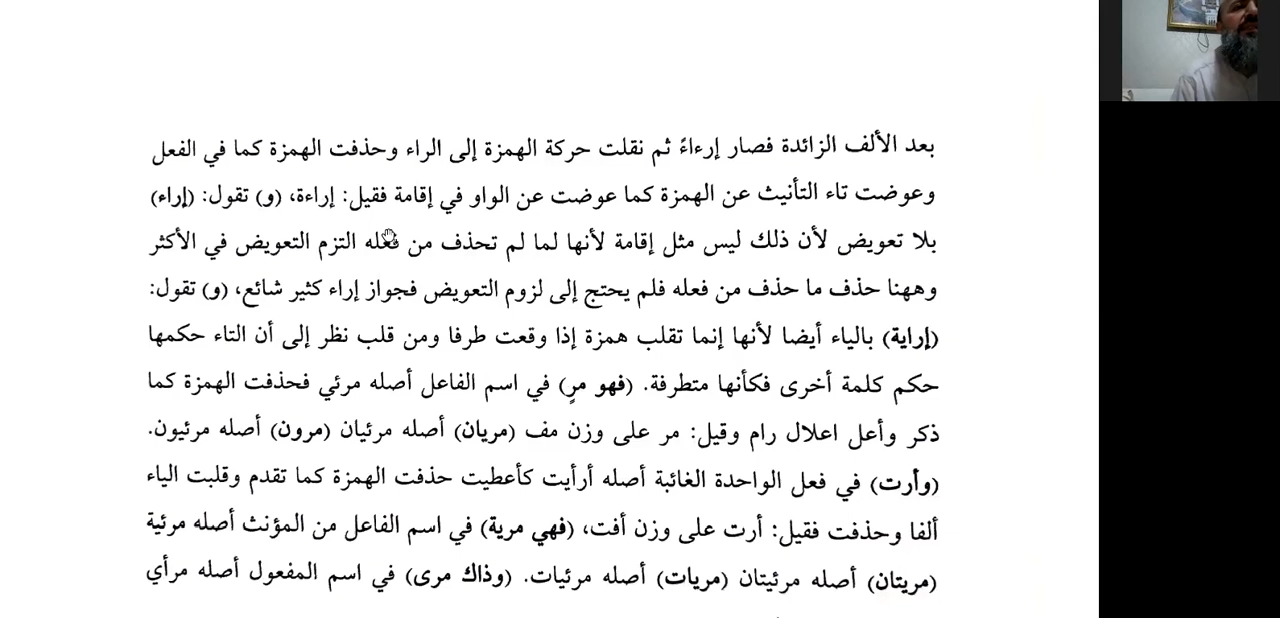 بعد الألف الزائدة فصار إرءاءً ثم نقلت حركة الهمزة إلى الراء وحذفت الهمزة كما في الفعل
وعوضت تاء التأنيث عن الهمزة كما عوضت عن الواو في إقامة فقيل: إراءة، (و) تقول: (إراء)
بلا تعويض لأن ذلك ليس مثل إقامة لأنها لما لم تحذف من فعله التزم التعويض في الأكثر
وههنا حذف ما حذف من فعله فلم يحتج إلى لزوم التعويض فجواز إراء كثير شائع، (و) تقول:
(إراية) بالياء أيضا لأنها إنما تقلب همزة إذا وقعت طرفا ومن قلب نظر إلى أن التاء حكمها
حكم كلمة أخرى فكأنها متطرفة. (فهو مرٍ) في اسم الفاعل أصله مرئي فحذفت الهمزة كما
ذكر وأعل اعلال رام وقيل: مر على وزن مف (مريان) أصله مرئيان (مرون) أصله مرئيون.
(وأرت) في فعل الواحدة الغائبة أصله أرأيت كأعطيت حذفت الهمزة كما تقدم وقلبت الياء
ألفا وحذفت فقيل: أرت على وزن أفت، (فهي مرية) في اسم الفاعل من المؤنث أصله مرئية
(مريتان) أصله مرئيتان (مريات) أصله مرئيات. (وذاك مرى) في اسم المفعول أصله مرأي